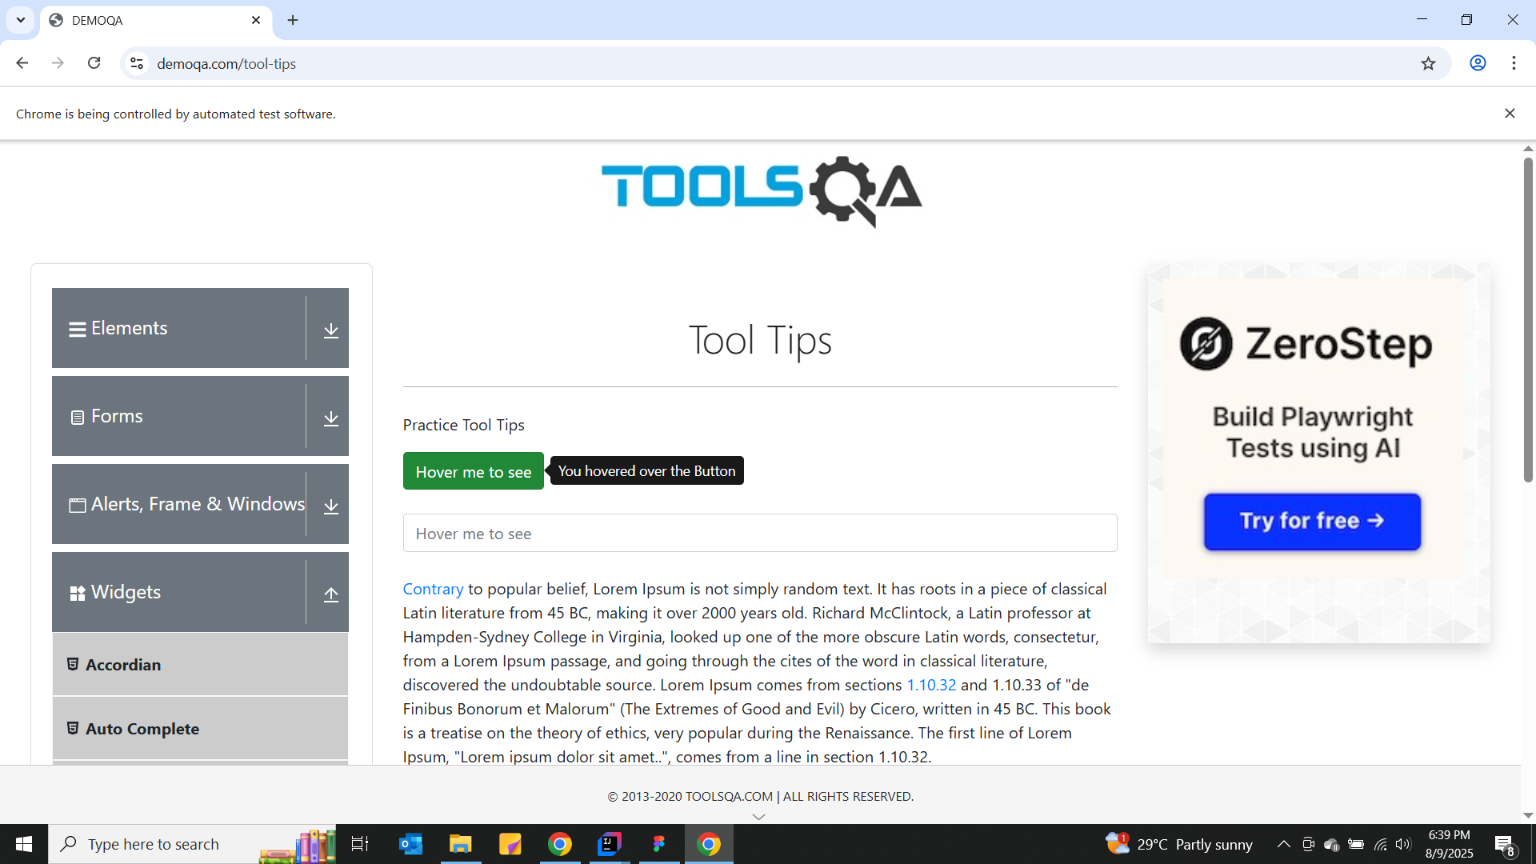 DEMOQA
demoqa.com/tool-tips
Chrome is being controlled by automated test software.
TOOLSQA
Elements
Forms
Alerts, Frame & Windows
Widgets
Accordian
Auto Complete
Tool Tips
Practice Tool Tips
Hover me to see
You hovered over the Button
Hover me to see
Contrary to popular belief, Lorem Ipsum is not simply random text. It has roots in a piece of classical
Latin literature from 45 BC, making it over 2000 years old. Richard McClintock, a Latin professor at
Hampden-Sydney College in Virginia, looked up one of the more obscure Latin words, consectetur,
from a Lorem Ipsum passage, and going through the cites of the word in classical literature,
discovered the undoubtable source. Lorem Ipsum comes from sections 1.10.32 and 1.10.33 of "de
Finibus Bonorum et Malorum" (The Extremes of Good and Evil) by Cicero, written in 45 BC. This book
is a treatise on the theory of ethics, very popular during the Renaissance. The first line of Lorem
Ipsum, "Lorem ipsum dolor sit amet..", comes from a line in section 1.10.32.
ZeroStep
Build Playwright
Tests using AI
Try for free →
© 2013-2020 TOOLSQA.COM | ALL RIGHTS RESERVED.
Type here to search
1
29°C Partly sunny
6:39 PM
8/9/2025
8